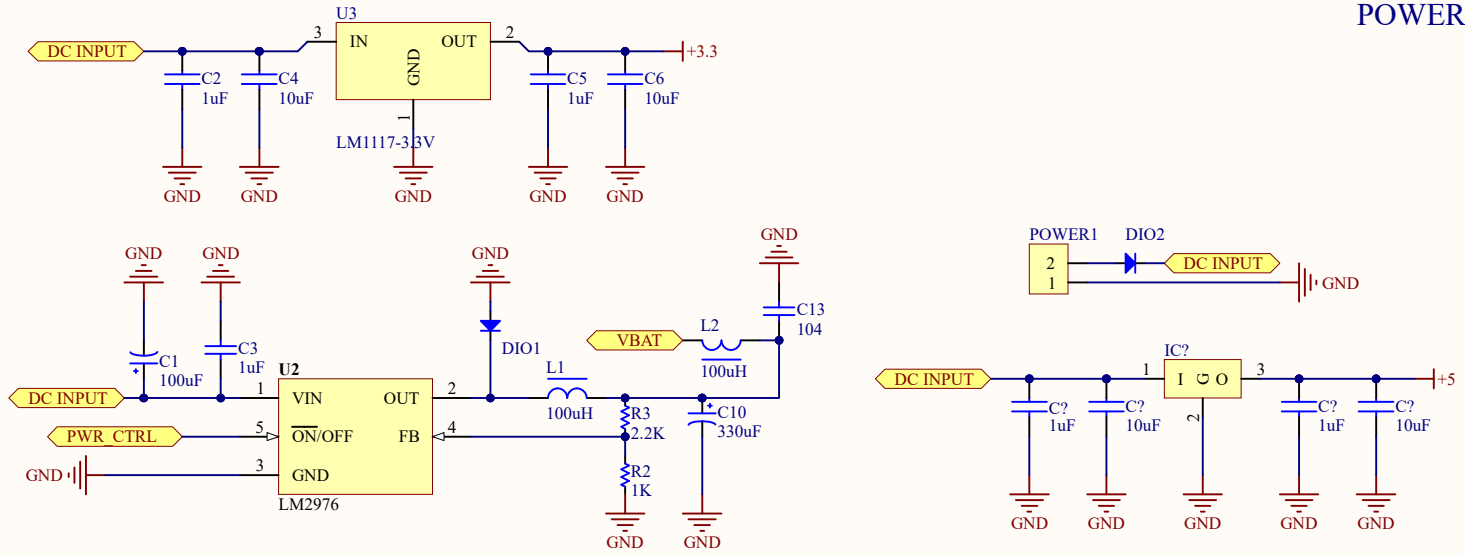 POWER
U3
DC INPUT
3
IN
OUT
2
+3.3
GND
1
C2
1uF
C4
10uF
C5
1uF
C6
10uF
LM1117-3.3V
GND
GND
GND
GND
GND
GND
GND
GND
GND
C1
100uF
C3
1uF
U2
DIO1
L1
100uH
VBAT
L2
100uH
C13
104
DC INPUT
1
VIN
OUT
2
PWR_CTRL
5
ON/OFF
FB
4
GND
3
GND
LM2976
R3
2.2K
R2
1K
C10
330uF
GND
GND
POWER1
DIO2
2
DC INPUT
1
GND
IC?
DC INPUT
1
I
G
O
3
+5
2
C?
1uF
C?
10uF
C?
1uF
C?
10uF
GND
GND
GND
GND
GND